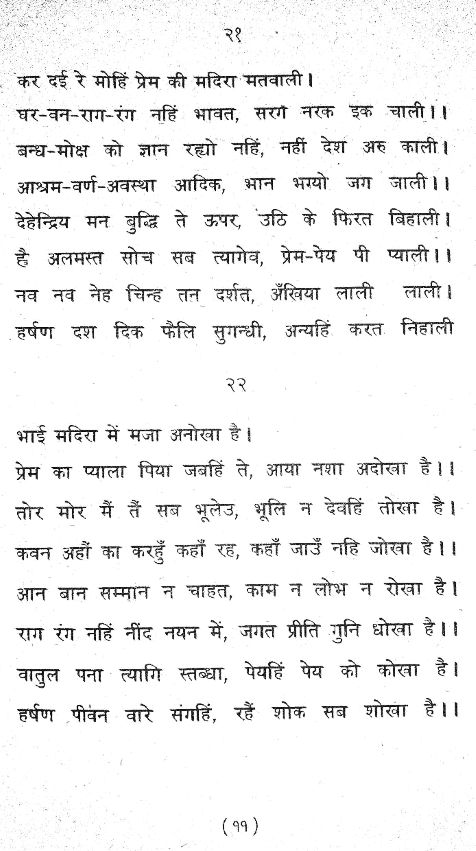 २१
कर दई रे मोहिं प्रेम की मदिरा मतवाली।
घर-वन-राग-रंग नहिं भावत, सरग नरक इक चाली।।
बन्ध-मोक्ष को ज्ञान रह्यो नहिं, नहीं देश अरु काली।
आश्रम-वर्ण-अवस्था आदिक, भान भग्यो जग जाली।।
देहेन्द्रिय मन बुद्धि ते ऊपर, उठि के फिरत बिहाली।
है अलमस्त सोच सब त्यागेव, प्रेम-पेय पी प्याली।।
नव नव नेह चिन्ह तन दर्शत, अँखिया लाली लाली।
हर्षण दश दिक फैलि सुगन्धी, अन्यहिं करत निहाली
२२
भाई मदिरा में मजा अनोखा है।
प्रेम का प्याला पिया जबहिं ते, आया नशा अदोखा है।।
तोर मोर मैं तैं सब भूलेउ, भूलि न देवहिं तोखा है।
कवन अहौं का करहुँ कहाँ रह, कहाँ जाउँ नहि जोखा है।।
आन बान सम्मान न चाहत, काम न लोभ न रोखा है।
राग रंग नहिं नींद नयन में, जगत प्रीति गुनि धोखा है।।
वातुल पना त्यागि स्तब्धा, पेयहिं पेय को कोखा है।
हर्षण पीवन वारे संगहिं, रहैं शोक सब शोखा है।।
(११)